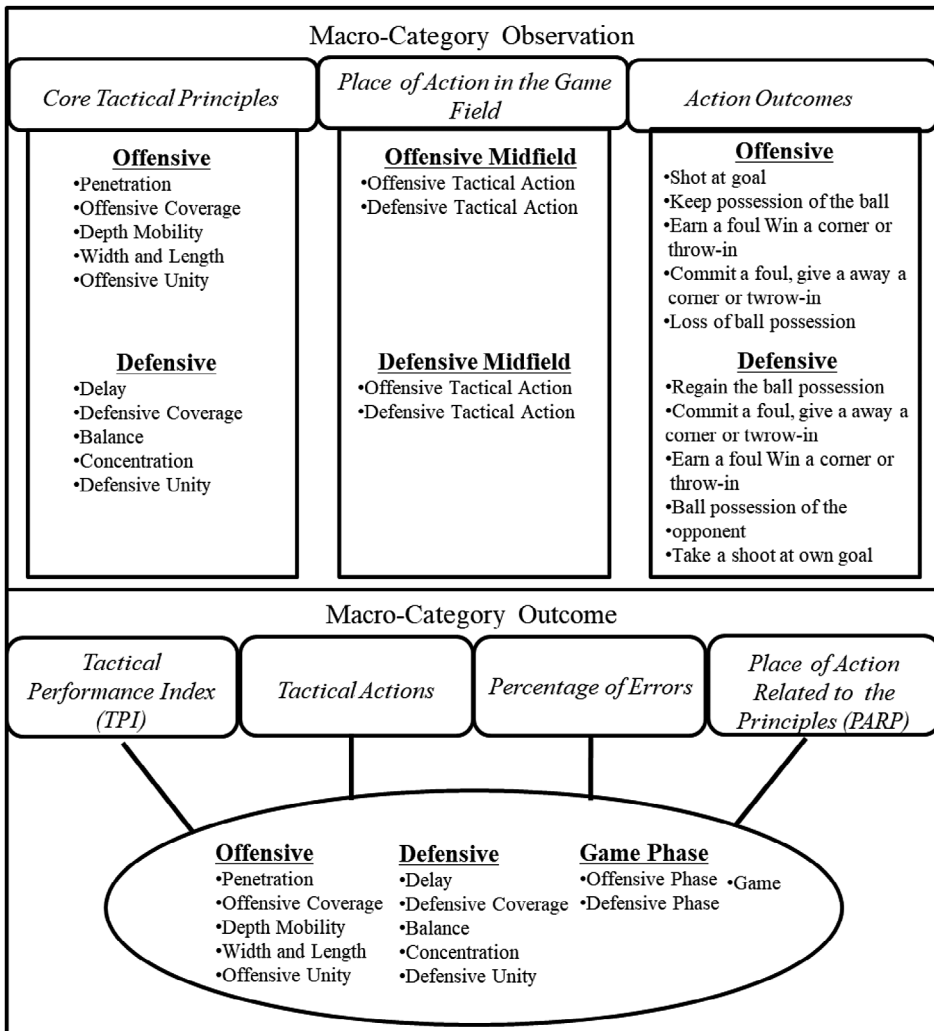 Macro-Category Observation
Core Tactical Principles
Offensive
•Penetration
•Offensive Coverage
•Depth Mobility
•Width and Length
•Offensive Unity
Defensive
•Delay
•Defensive Coverage
•Balance
•Concentration
•Defensive Unity
Place of Action in the Game
Field
Offensive Midfield
•Offensive Tactical Action
•Defensive Tactical Action
Defensive Midfield
•Offensive Tactical Action
•Defensive Tactical Action
Action Outcomes
Offensive
•Shot at goal
•Keep possession of the ball
•Earn a foul Win a corner or
throw-in
•Commit a foul, give a away a
corner or twrow-in
•Loss of ball possession
Defensive
•Regain the ball possession
•Commit a foul, give a away a
corner or twrow-in
•Earn a foul Win a corner or
throw-in
•Ball possession of the
•opponent
•Take a shoot at own goal
Macro-Category Outcome
Tactical
Performance Index
(TPI)
Tactical Actions
Percentage of Errors
Place of Action
Related to the
Principles (PARP)
Offensive
•Penetration
•Offensive Coverage
•Depth Mobility
•Width and Length
•Offensive Unity
Defensive
•Delay
•Defensive Coverage
•Balance
•Concentration
•Defensive Unity
Game Phase
•Offensive Phase
•Defensive Phase
•Game